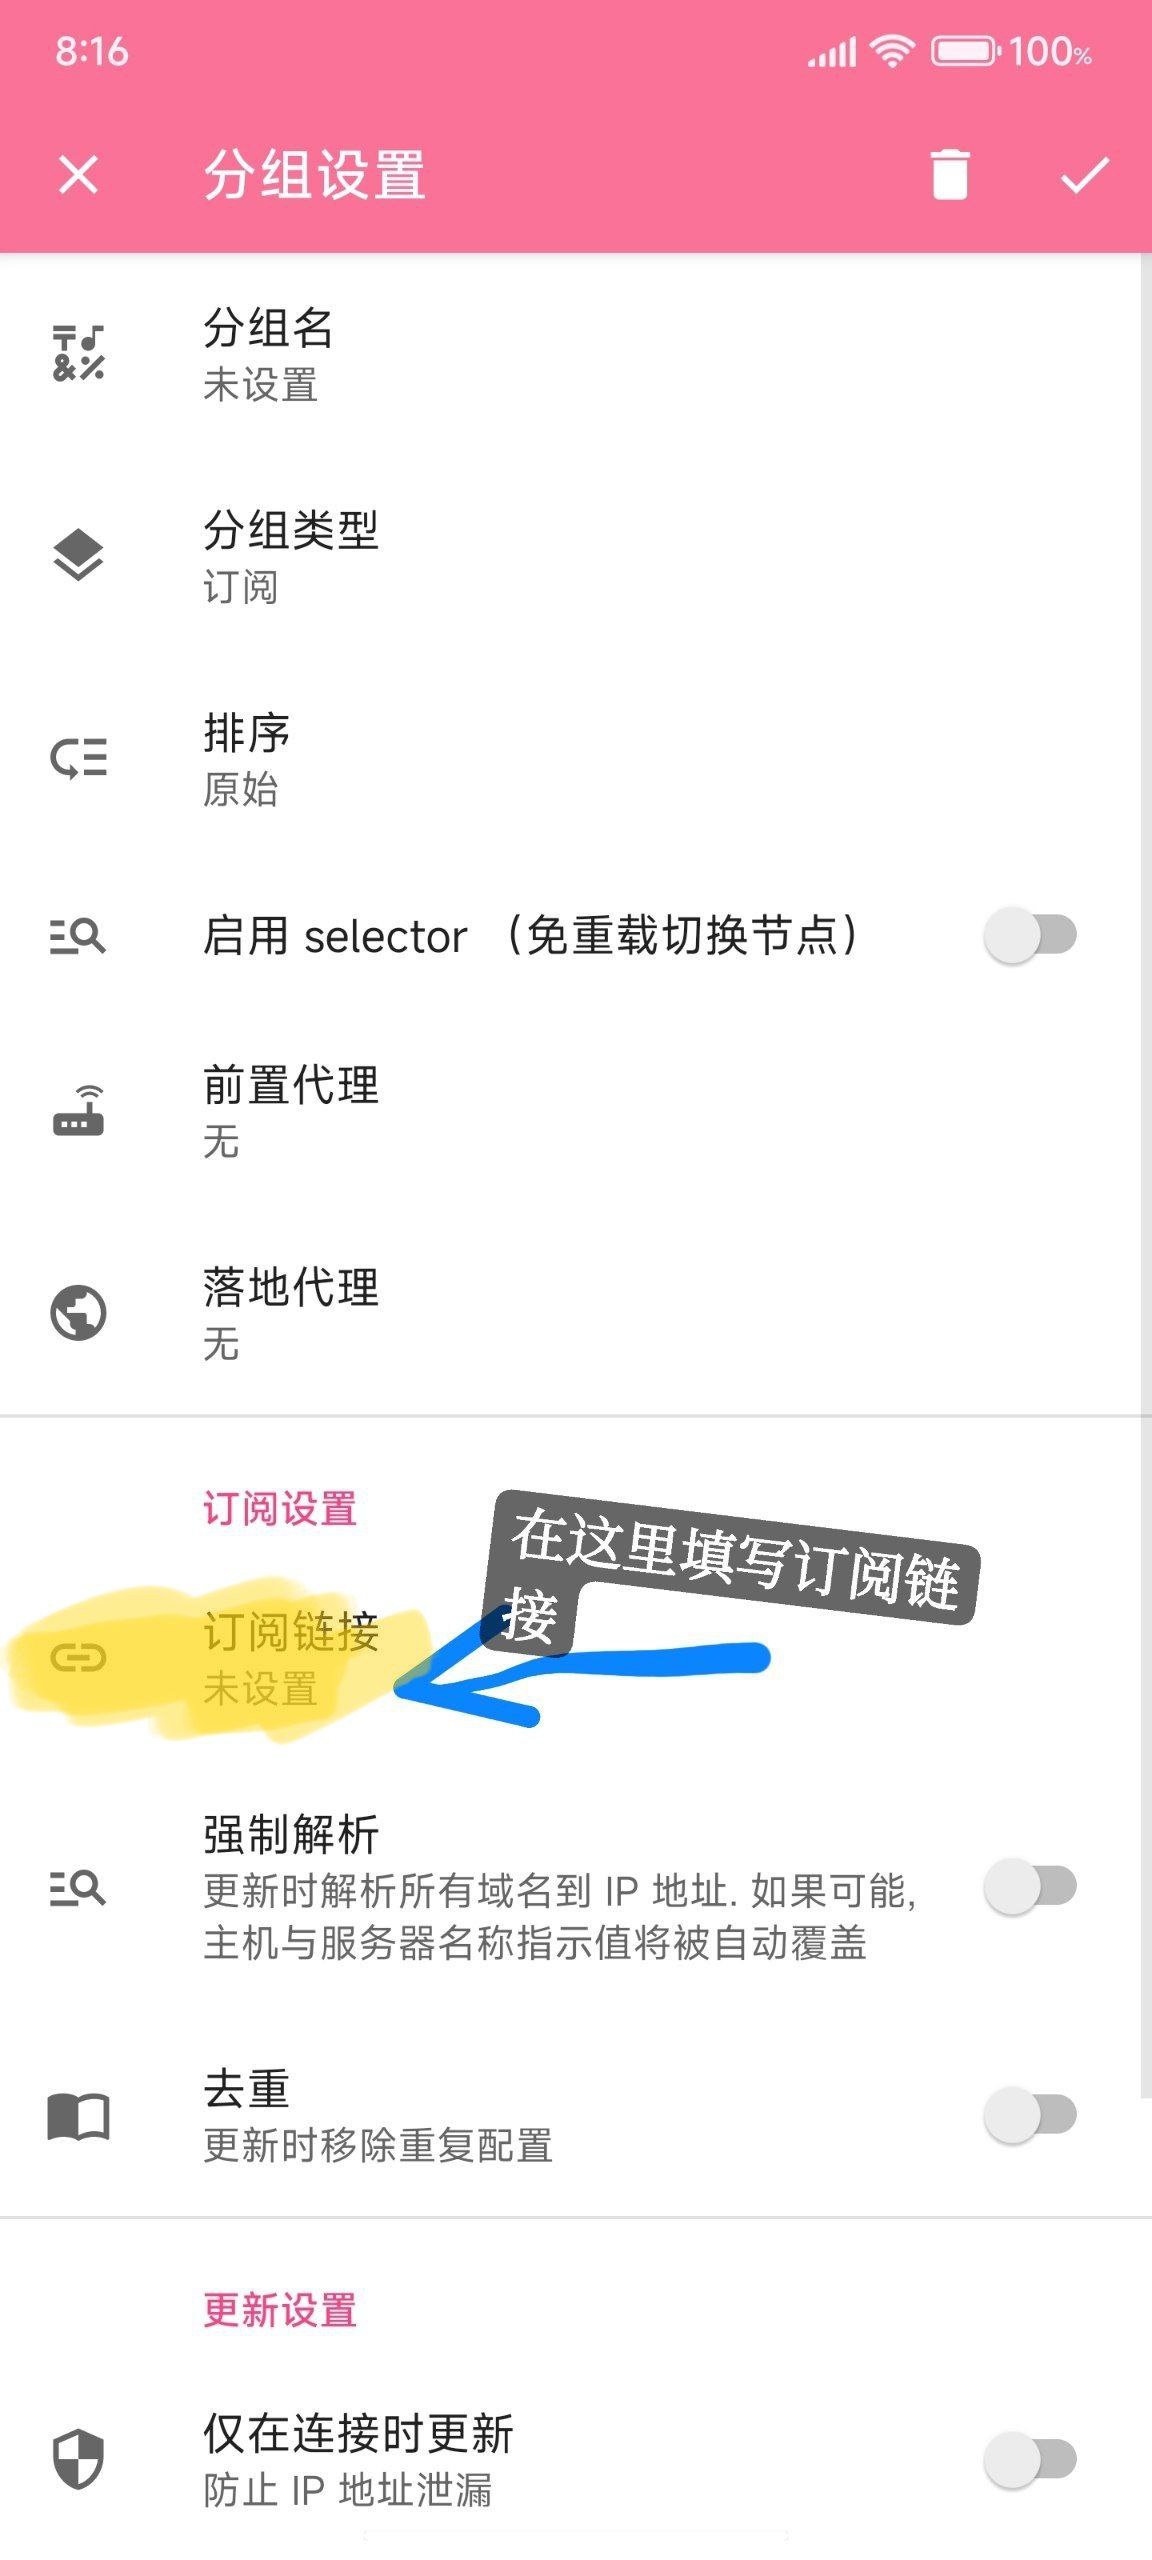 8:16
100%
分组设置
分组名
未设置
分组类型
订阅
排序
原始
启用 selector （免重载切换节点）
前置代理
无
落地代理
无
订阅设置
在这里填写订阅链
接
订阅链接
未设置
强制解析
更新时解析所有域名到 IP 地址. 如果可能,
主机与服务器名称指示值将被自动覆盖
去重
更新时移除重复配置
更新设置
仅在连接时更新
防止 IP 地址泄漏